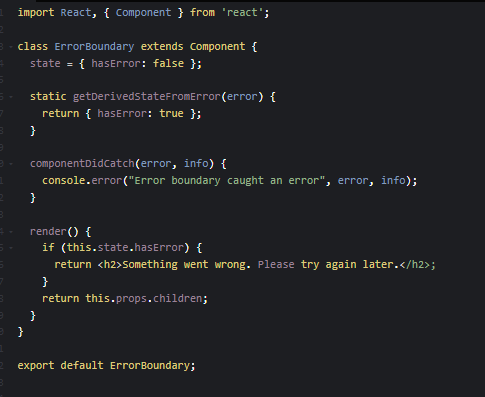 import React, { Component } from 'react';
class ErrorBoundary extends Component {
state = { hasError: false };
static getDerivedStateFromError(error) {
return { hasError: true };
}
componentDidCatch(error, info) {
console.error("Error boundary caught an error", error, info);
}
render() {
if (this.state.hasError) {
return <h2>Something went wrong. Please try again later.</h2>;
}
return this.props.children;
}
}
export default ErrorBoundary;